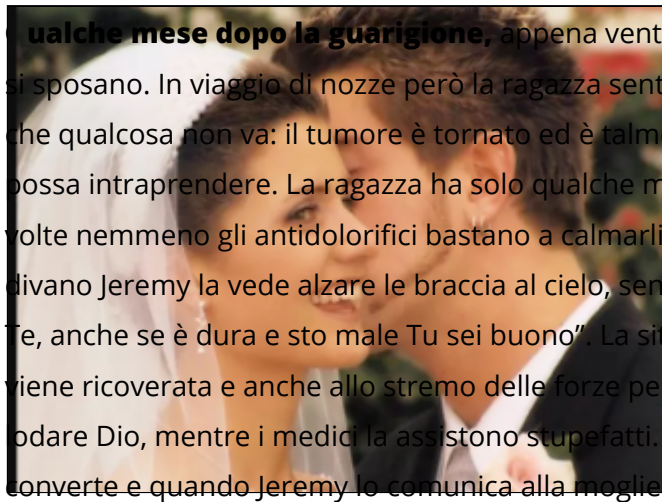 ualche mese dopo la guarigione, appena vent
si sposano. In viaggio di nozze però la ragazza sent
che qualcosa non va: il tumore è tornato ed è talm
possa intraprendere. La ragazza ha solo qualche m
volte nemmeno gli antidolorifici bastano a calmarli
divano Jeremy la vede alzare le braccia al cielo, sen
Te, anche se è dura e sto male Tu sei buono”. La sit
viene ricoverata e anche allo stremo delle forze pe
lodare Dio, mentre i medici la assistono stupefatti.
converte e quando Jeremy lo comunica alla moglie